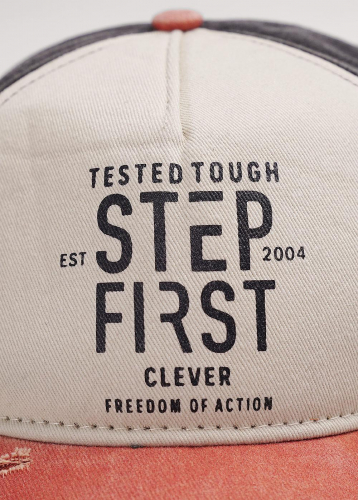 TESTED TOUGH
STEP
EST 2004
FIRST
CLEVER
FREEDOM OF ACTION